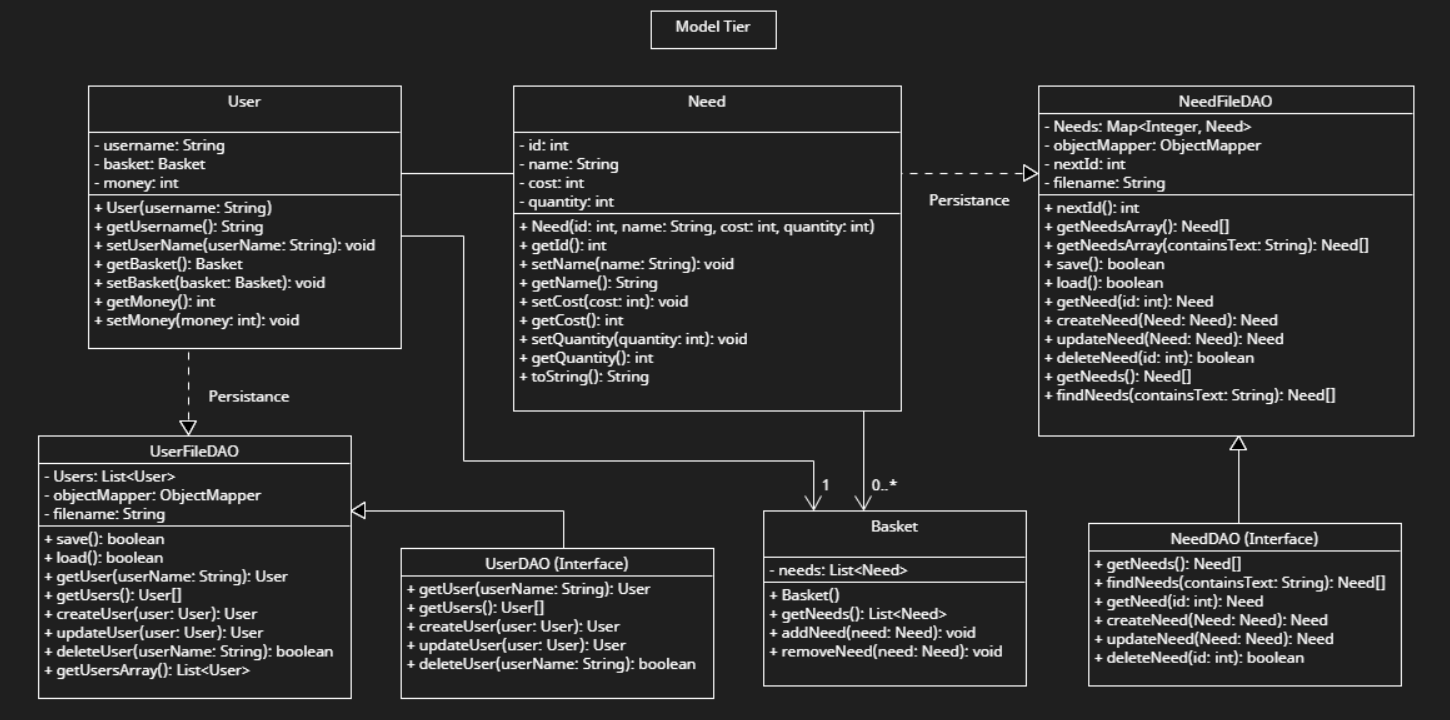 Model Tier
User
- username: String
- basket: Basket
- money: int
+ User(username: String)
+ getUsername(): String
+ setUserName(userName: String): void
+ getBasket(): Basket
+ setBasket(basket: Basket): void
+ getMoney(): int
+ setMoney(money: int): void
Need
- id: int
- name: String
- cost: int
- quantity: int
+ Need(id: int, name: String, cost: int, quantity: int)
+ getId(): int
+ setName(name: String): void
+ getName(): String
+ setCost(cost: int): void
+ getCost(): int
+ setQuantity(quantity: int): void
+ getQuantity(): int
+ toString(): String
Persistance
NeedFileDAO
- Needs: Map<Integer, Need>
- objectMapper: ObjectMapper
- nextId: int
- filename: String
+ nextId(): int
+ getNeedsArray(): Need[]
+ getNeedsArray(containsText: String): Need[]
+ save(): boolean
+ load(): boolean
+ getNeed(id: int): Need
+ createNeed(Need: Need): Need
+ updateNeed(Need: Need): Need
+ deleteNeed(id: int): boolean
+ getNeeds(): Need[]
+ findNeeds(containsText: String): Need[]
Persistance
UserFileDAO
- Users: List<User>
- objectMapper: ObjectMapper
- filename: String
+ save(): boolean
+ load(): boolean
+ getUser(userName: String): User
+ getUsers(): User[]
+ createUser(user: User): User
+ updateUser(user: User): User
+ deleteUser(userName: String): boolean
+ getUsersArray(): List<User>
UserDAO (Interface)
+ getUser(userName: String): User
+ getUsers(): User[]
+ createUser(user: User): User
+ updateUser(user: User): User
+ deleteUser(userName: String): boolean
1
0..*
Basket
- needs: List<Need>
+ Basket()
+ getNeeds(): List<Need>
+ addNeed(need: Need): void
+ removeNeed(need: Need): void
NeedDAO (Interface)
+ getNeeds(): Need[]
+ findNeeds(containsText: String): Need[]
+ getNeed(id: int): Need
+ createNeed(Need: Need): Need
+ updateNeed(Need: Need): Need
+ deleteNeed(id: int): boolean